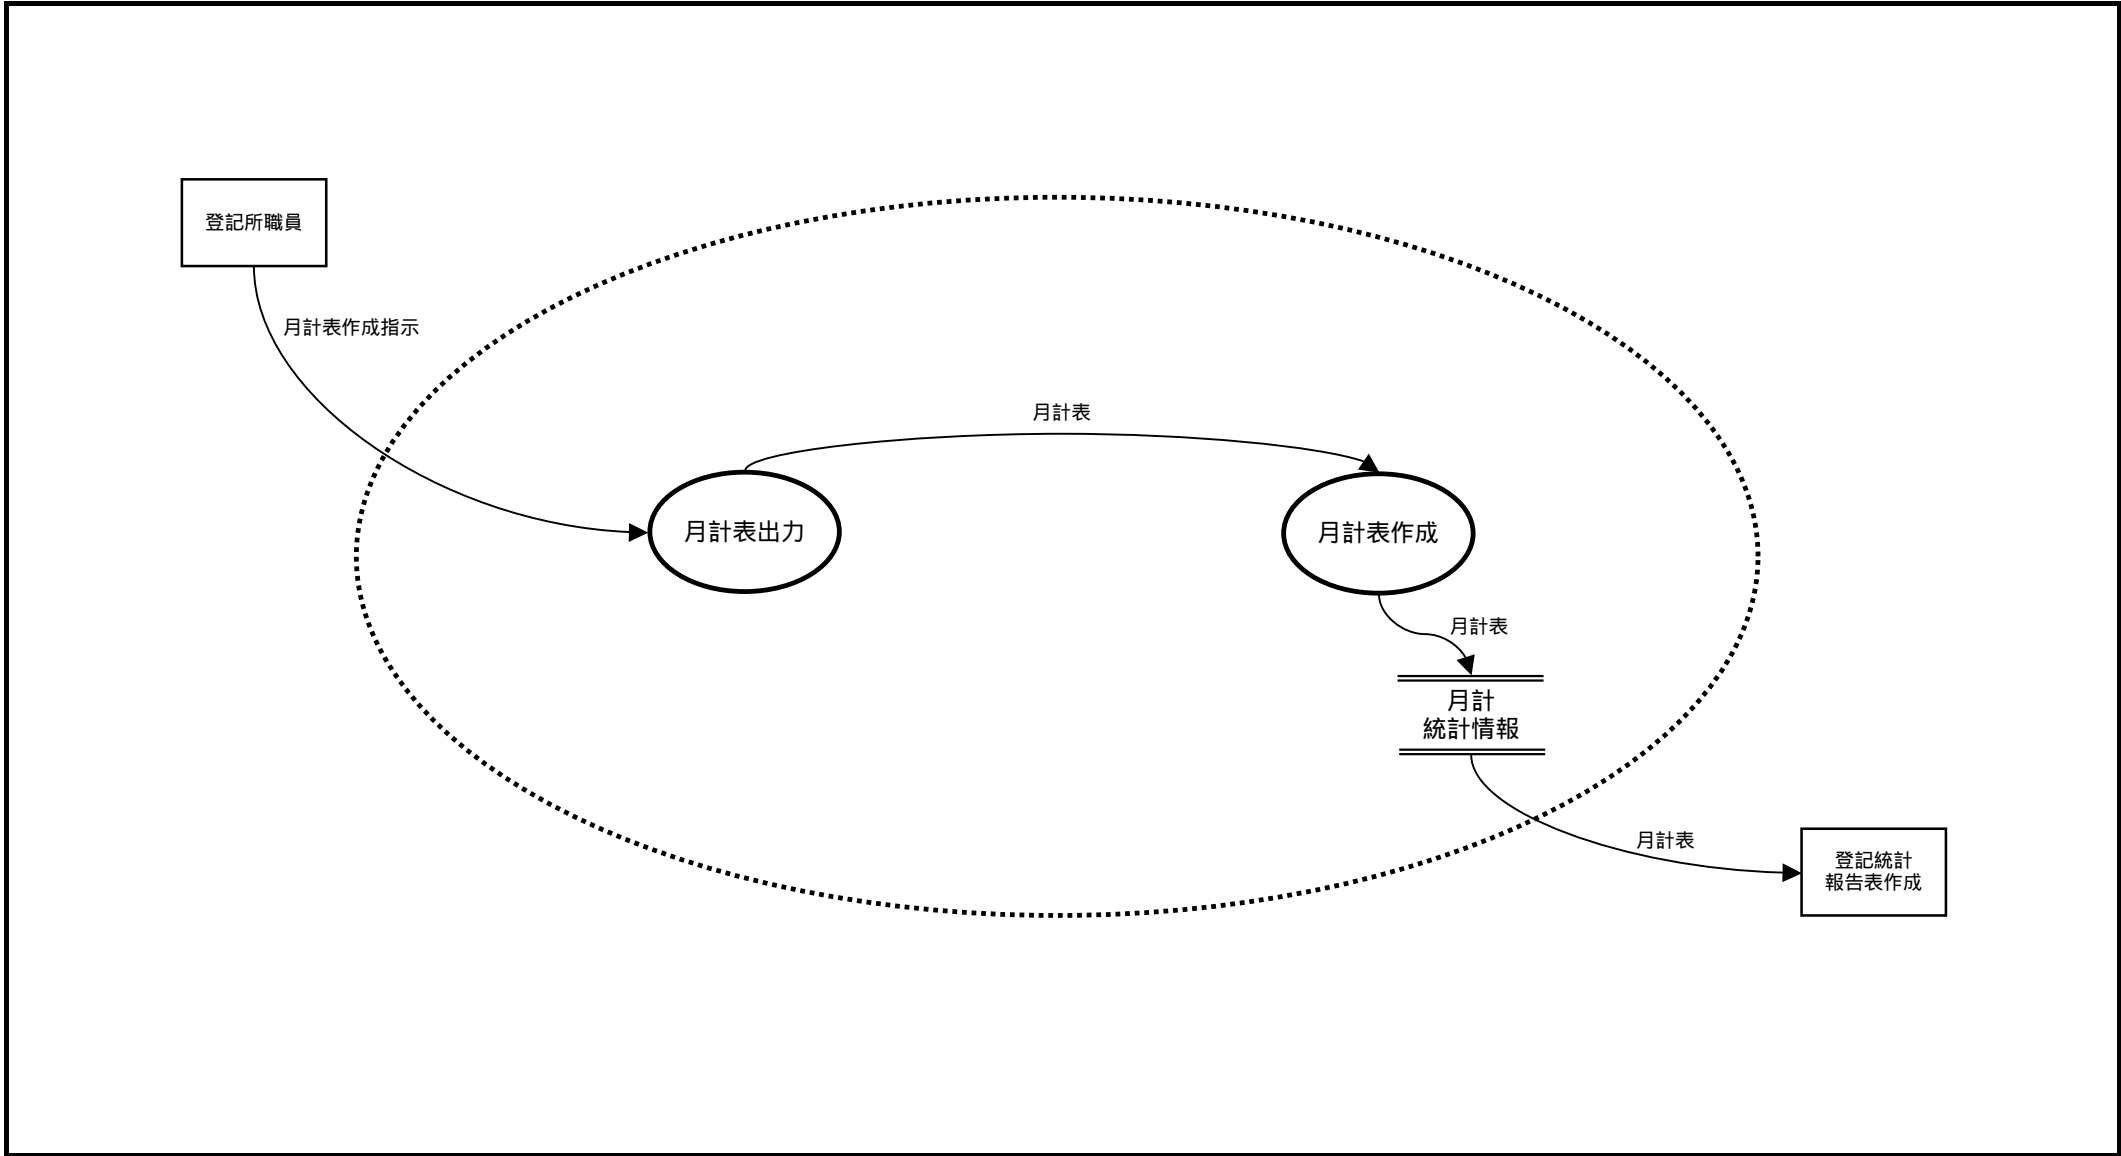 登記所職員
月計表作成指示
月計表
月計表出力
月計表作成
月計表
月計
統計情報
月計表
登記統計
報告表作成